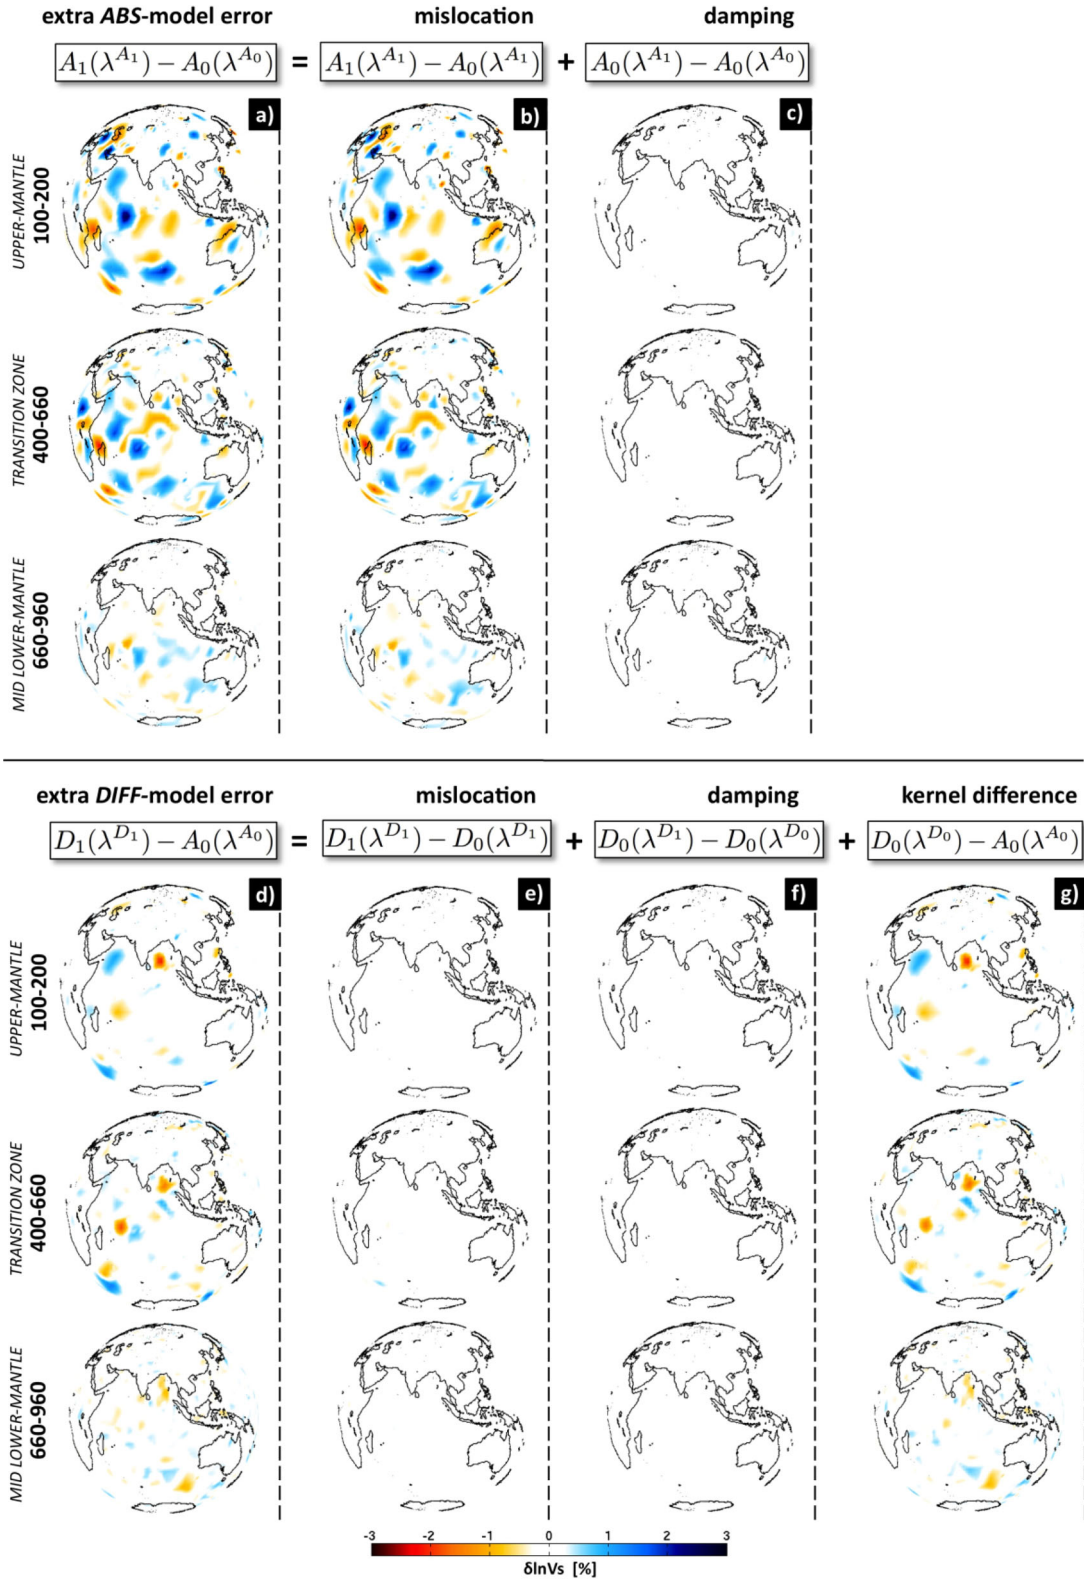 extra ABS-model error mislocation damping
A₁(λ^A₁) − A₀(λ^A₀) = A₁(λ^A₁) − A₀(λ^A₁) + A₀(λ^A₁) − A₀(λ^A₀)
a) b) c)
UPPER-MANTLE
100-200
TRANSITION ZONE
400-660
MID LOWER-MANTLE
660-960
extra DIFF-model error mislocation damping kernel difference
D₁(λ^D₁) − A₀(λ^A₀) = D₁(λ^D₁) − D₀(λ^D₁) + D₀(λ^D₁) − D₀(λ^D₀) + D₀(λ^D₀) − A₀(λ^A₀)
d) e) f) g)
UPPER-MANTLE
100-200
TRANSITION ZONE
400-660
MID LOWER-MANTLE
660-960
-3 -2 -1 0 1 2 3
δlnVs [%]